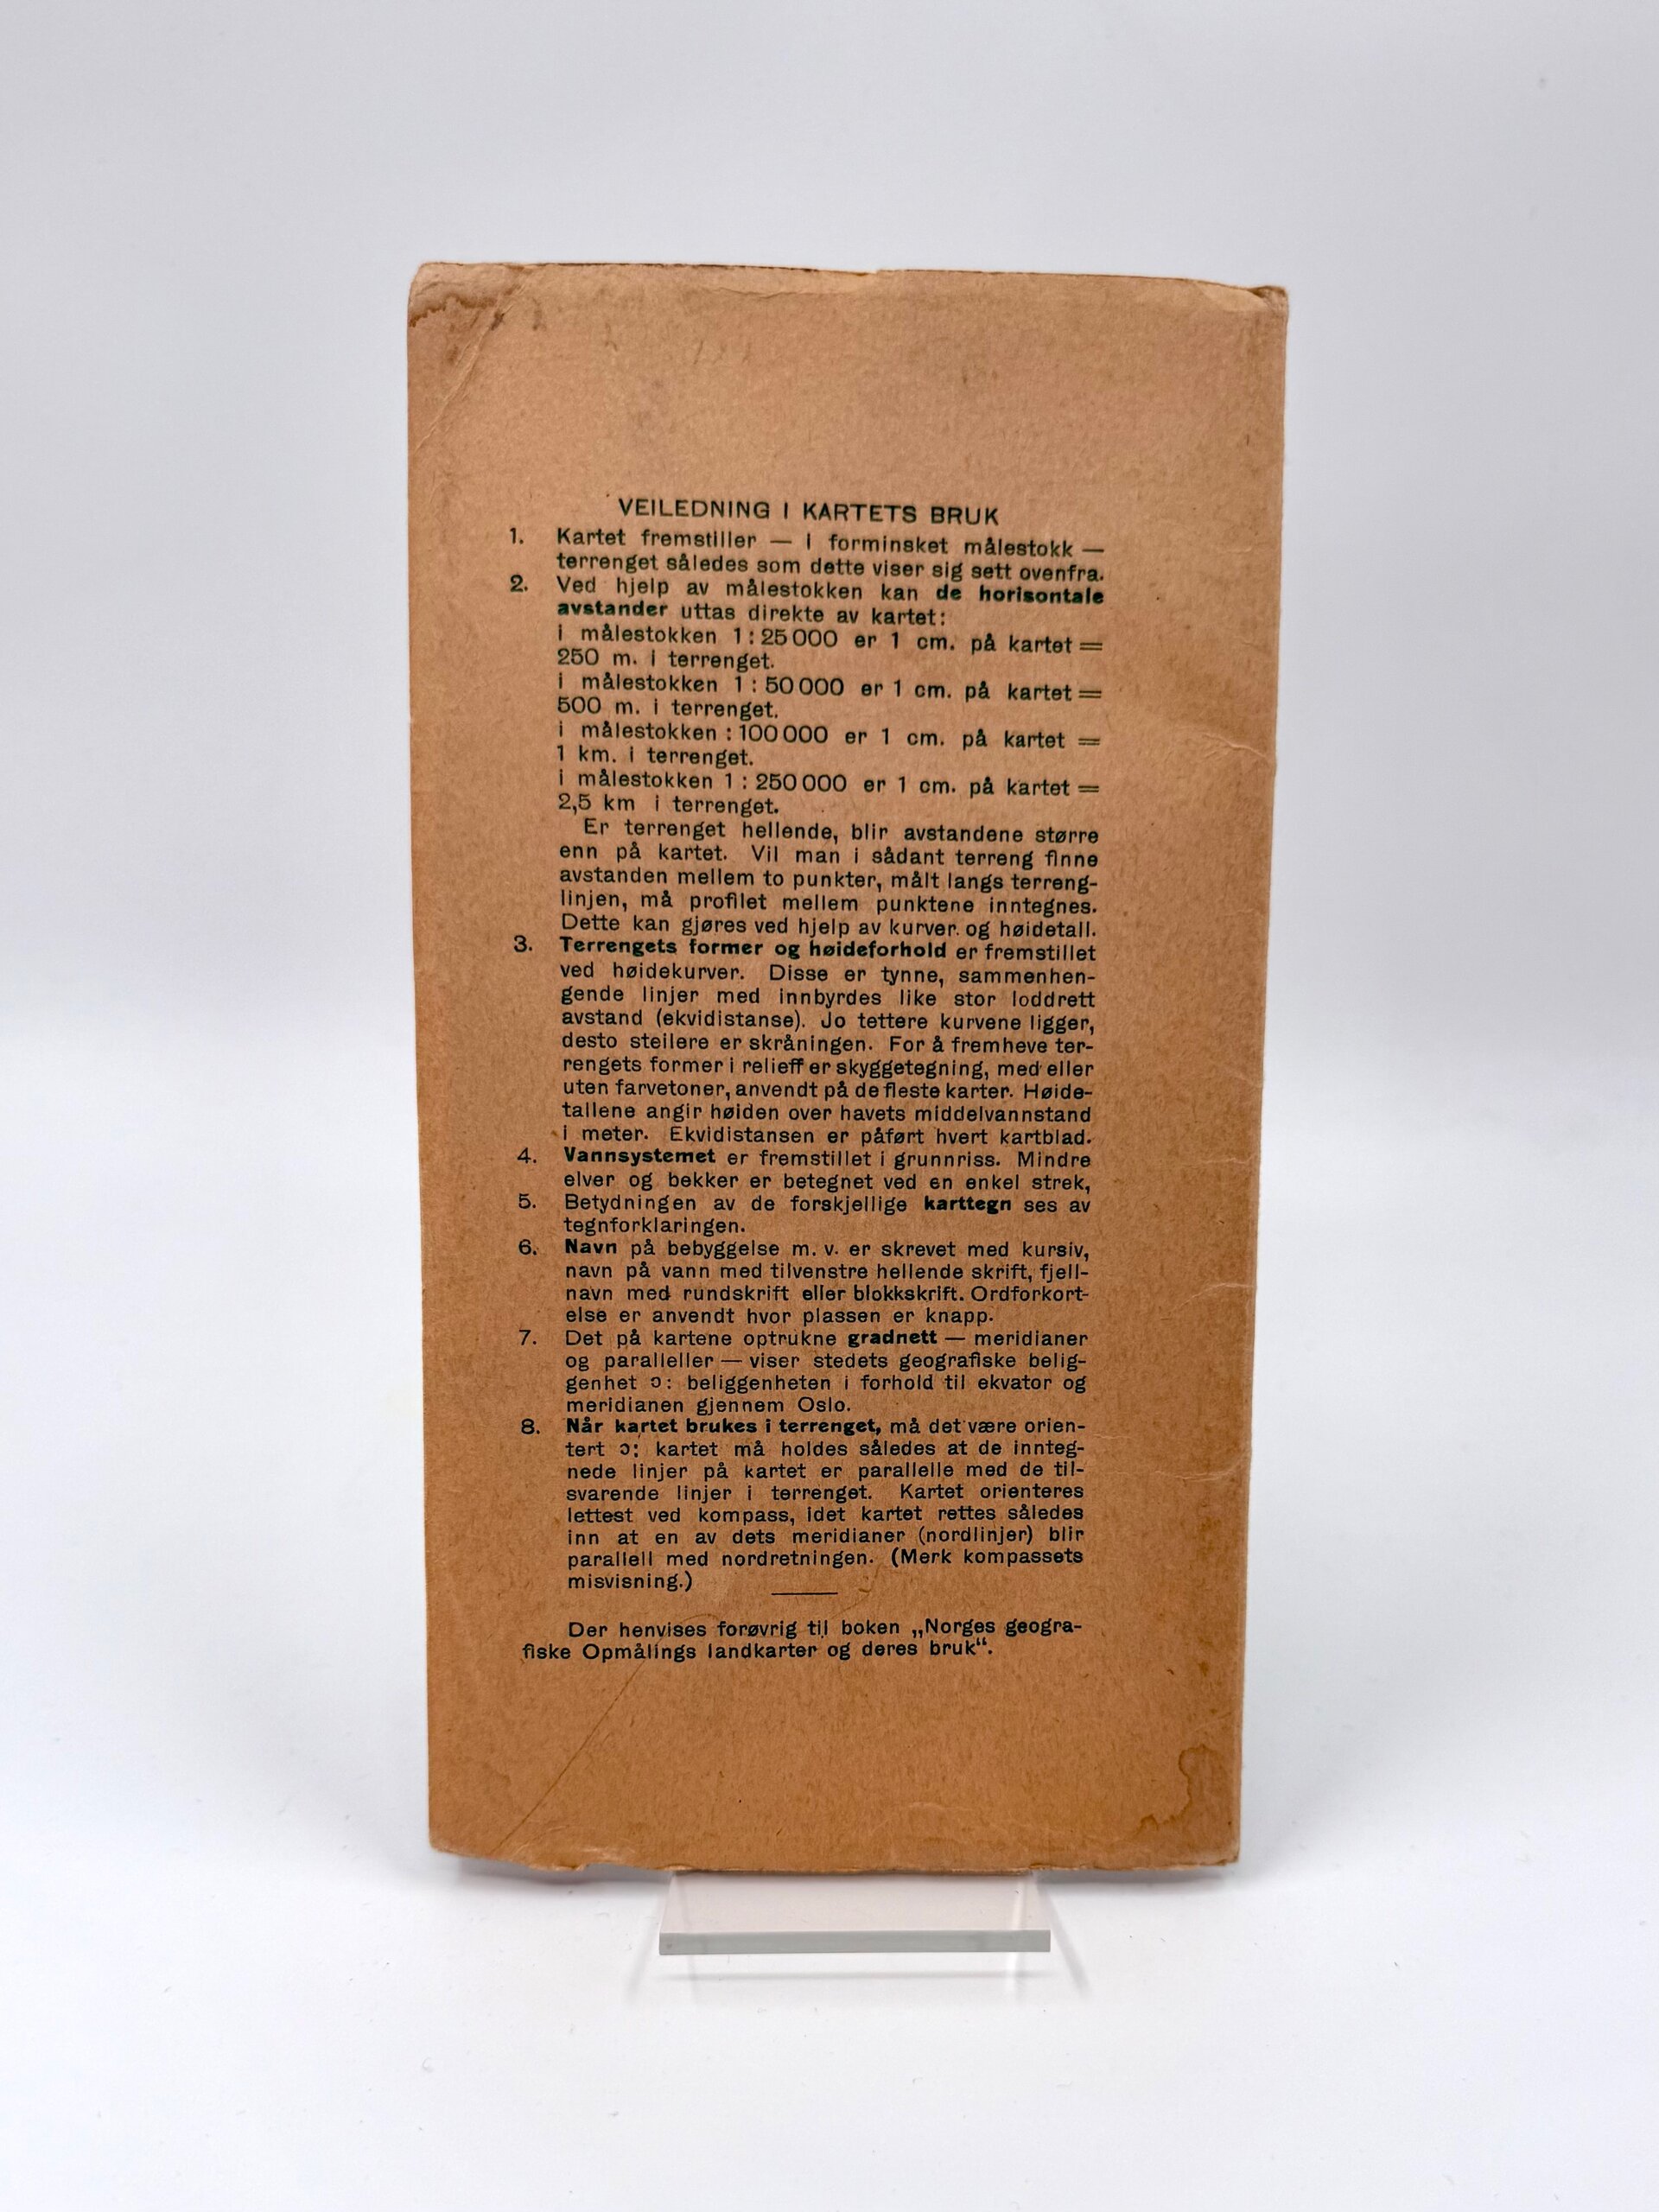 VEILEDNING I KARTETS BRUK
1. Kartet fremstiller — i forminsket målestokk —
terrenget således som dette viser sig sett ovenfra.
2. Ved hjelp av målestokken kan de horisontale
avstander uttas direkte av kartet:
i målestokken 1 : 25 000 er 1 cm. på kartet =
250 m. i terrenget.
i målestokken 1 : 50 000 er 1 cm. på kartet =
500 m. i terrenget.
i målestokken : 100 000 er 1 cm. på kartet =
1 km. i terrenget.
i målestokken 1 : 250 000 er 1 cm. på kartet =
2,5 km i terrenget.
Er terrenget hellende, blir avstandene større
enn på kartet. Vil man i sådant terreng finne
avstanden mellem to punkter, målt langs terreng-
linjen, må profilet mellem punktene inntegnes.
Dette kan gjøres ved hjelp av kurver. og høidetall.
3. Terrengets former og høideforhold er fremstillet
ved høidekurver. Disse er tynne, sammenhen-
gende linjer med innbyrdes like stor loddrett
avstand (ekvidistanse). Jo tettere kurvene ligger,
desto steilere er skråningen. For å fremheve ter-
rengets former i relieff er skyggetegning, med eller
uten farvetoner, anvendt på de fleste karter. Høide-
tallene angir høiden over havets middelvannstand
i meter. Ekvidistansen er påført hvert kartblad.
4. Vannsystemet er fremstillet i grunnriss. Mindre
elver og bekker er betegnet ved en enkel strek,
5. Betydningen av de forskjellige karttegn ses av
tegnforklaringen.
6. Navn på bebyggelse m. v. er skrevet med kursiv,
navn på vann med tilvenstre hellende skrift, fjell-
navn med rundskrift eller blokkskrift. Ordforkort-
else er anvendt hvor plassen er knapp.
7. Det på kartene optrukne gradnett — meridianer
og paralleller — viser stedets geografiske belig-
genhet ɔ: beliggenheten i forhold til ekvator og
meridianen gjennem Oslo.
8. Når kartet brukes i terrenget, må det være orien-
tert ɔ: kartet må holdes således at de innteg-
nede linjer på kartet er parallelle med de til-
svarende linjer i terrenget. Kartet orienteres
lettest ved kompass, idet kartet rettes således
inn at en av dets meridianer (nordlinjer) blir
parallell med nordretningen. (Merk kompassets
misvisning.)
Der henvises forøvrig til boken „Norges geogra-
fiske Opmålings landkarter og deres bruk“.